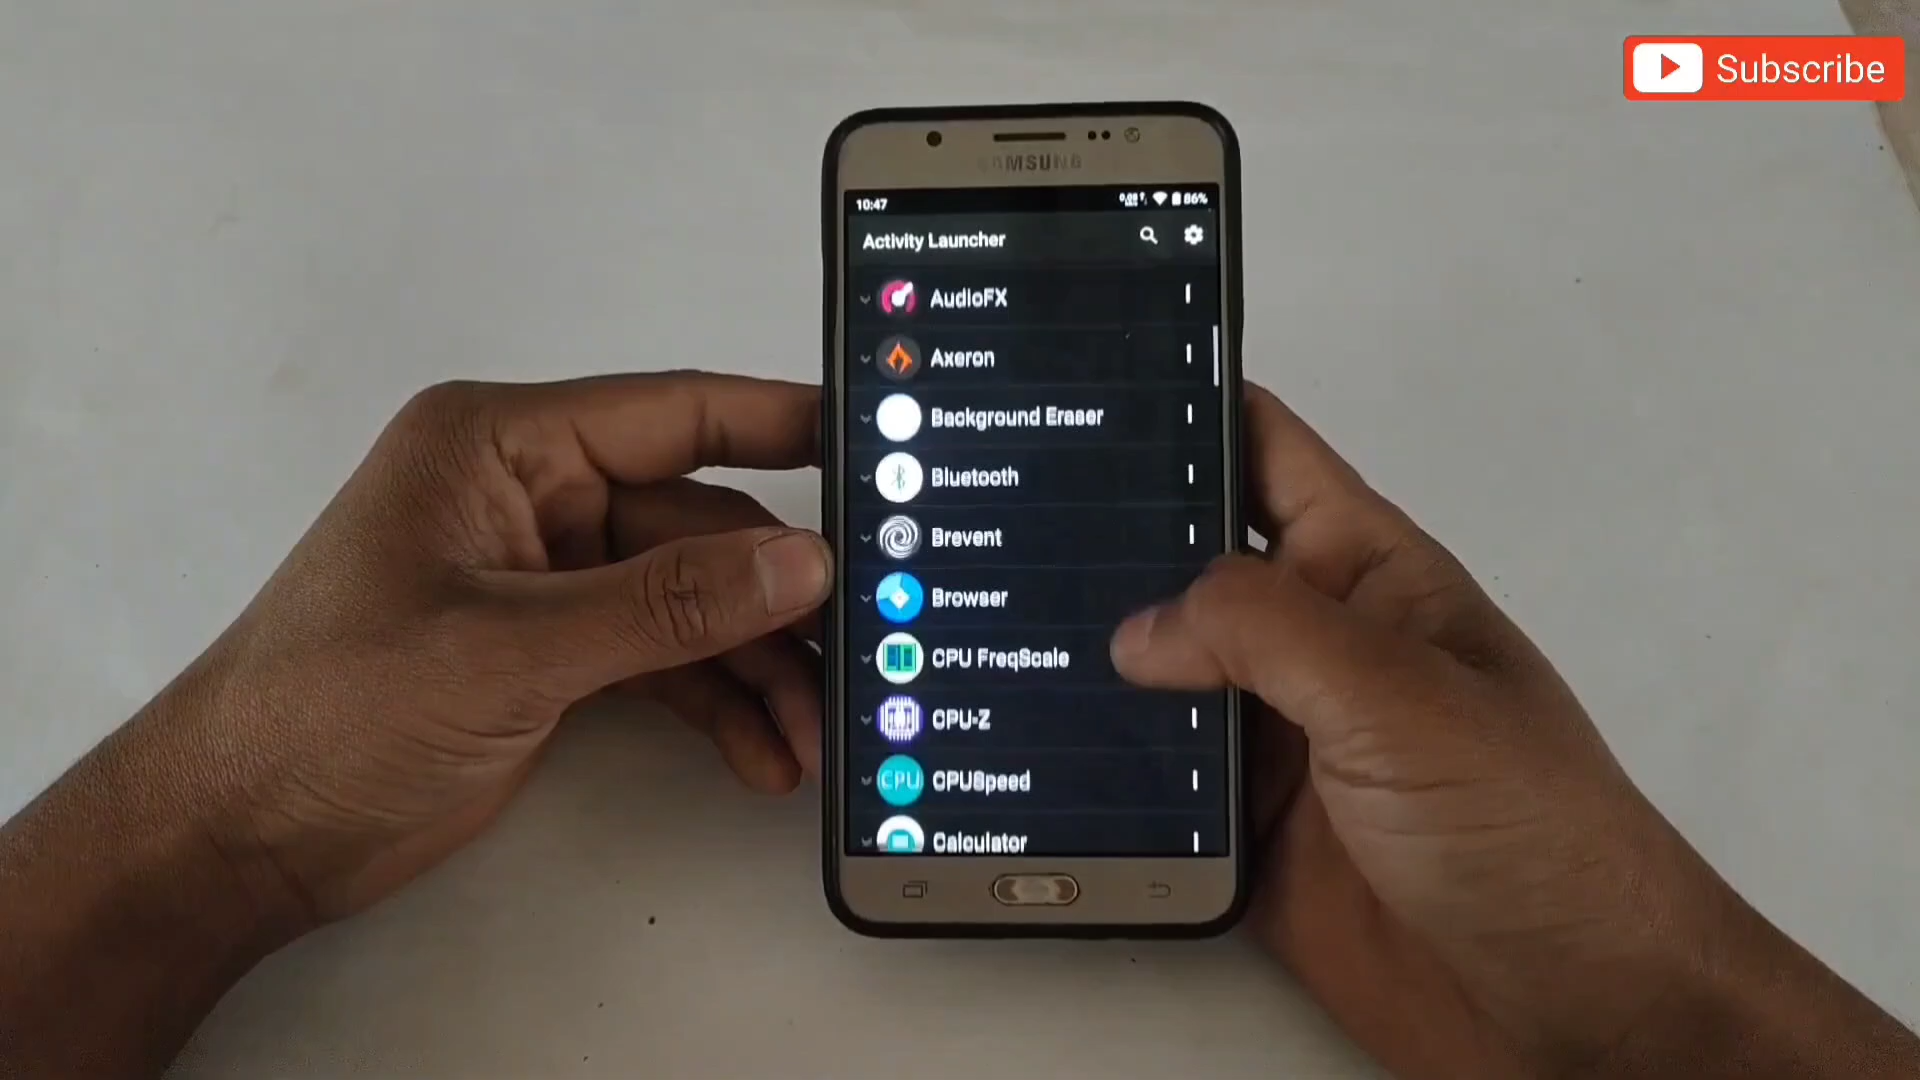 Subscribe
SAMSUNG
10:47
86%
Activity Launcher
AudioFX
Axeron
Background Eraser
Bluetooth
Brevent
Browser
CPU FreqScale
CPU-Z
CPU CPUSpeed
Calculator